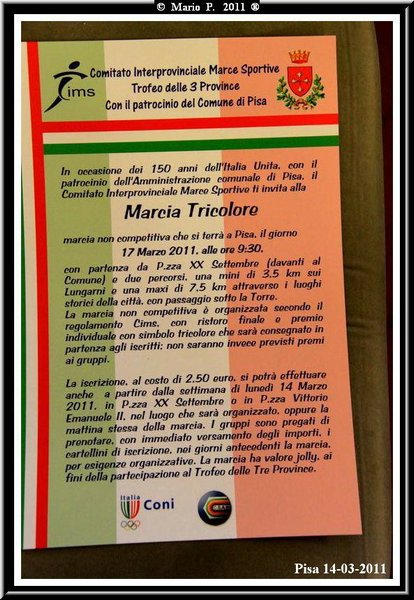 © Mario P. 2011 ®
Cims
Comitato Interprovinciale Marce Sportive
Trofeo delle 3 Province
Con il patrocinio del Comune di Pisa
In occasione dei 150 anni dell'Italia Unita, con il
patrocinio dell'Amministrazione comunale di Pisa, il
Comitato Interprovinciale Marce Sportive ti invita alla
Marcia Tricolore
marcia non competitiva che si terrà a Pisa, il giorno
17 Marzo 2011, alle ore 9:30,
con partenza da P.zza XX Settembre (davanti al
Comune) e due percorsi, una mini di 3.5 km sui
Lungarni e una maxi di 7.5 km attraverso i luoghi
storici della città, con passaggio sotto la Torre.
La marcia non competitiva è organizzata secondo il
regolamento Cims, con ristoro finale e premio
individuale con simbolo tricolore che sarà consegnato in
partenza agli iscritti; non saranno invece previsti premi
ai gruppi.
La iscrizione, al costo di 2.50 euro, si potrà effettuare
anche a partire dalla settimana di lunedì 14 Marzo
2011, in P.zza XX Settembre e in P.zza Vittorio
Emanuele II, nel luogo che sarà organizzato, oppure la
mattina stessa della marcia. I gruppi sono pregati di
prenotare, con immediato versamento degli importi, i
cartellini di iscrizione, nei giorni antecedenti la marcia,
per esigenze organizzative. La marcia ha valore jolly, ai
fini della partecipazione al Trofeo delle Tre Province.
Italia
Coni
Pisa 14-03-2011